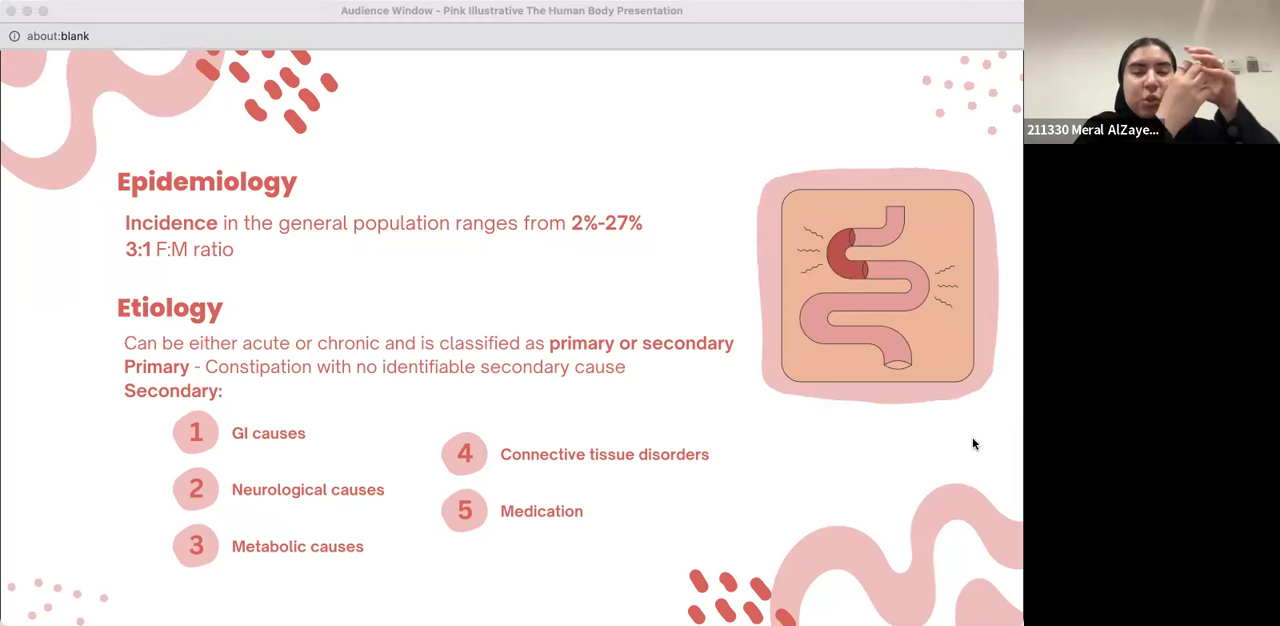 Audience Window - Pink Illustrative The Human Body Presentation
about:blank
Epidemiology
Incidence in the general population ranges from 2%-27%
3:1 F:M ratio
Etiology
Can be either acute or chronic and is classified as primary or secondary
Primary - Constipation with no identifiable secondary cause
Secondary:
1 GI causes
2 Neurological causes
3 Metabolic causes
4 Connective tissue disorders
5 Medication
211330 Meral AlZaye...